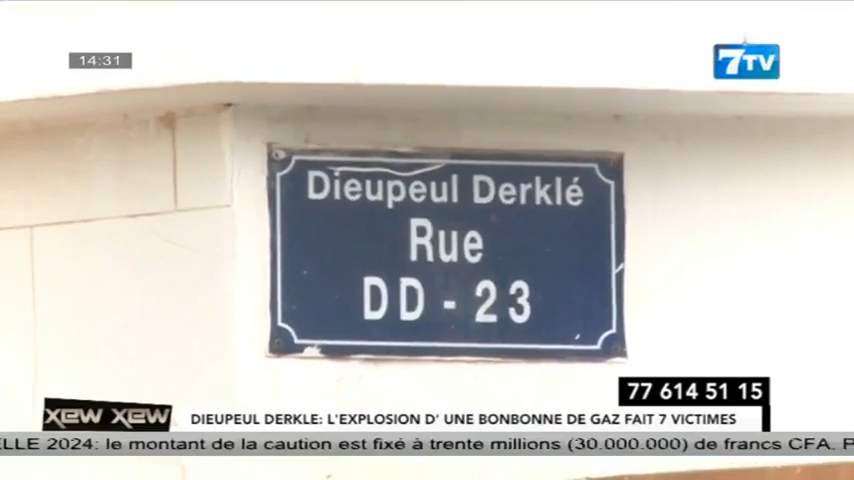 14:31
7TV
Dieupeul Derklé
Rue
DD - 23
77 614 51 15
XEW XEW
DIEUPEUL DERKLE: L'EXPLOSION D' UNE BONBONNE DE GAZ FAIT 7 VICTIMES
ELLE 2024: le montant de la caution est fixé à trente millions (30.000.000) de francs CFA. P